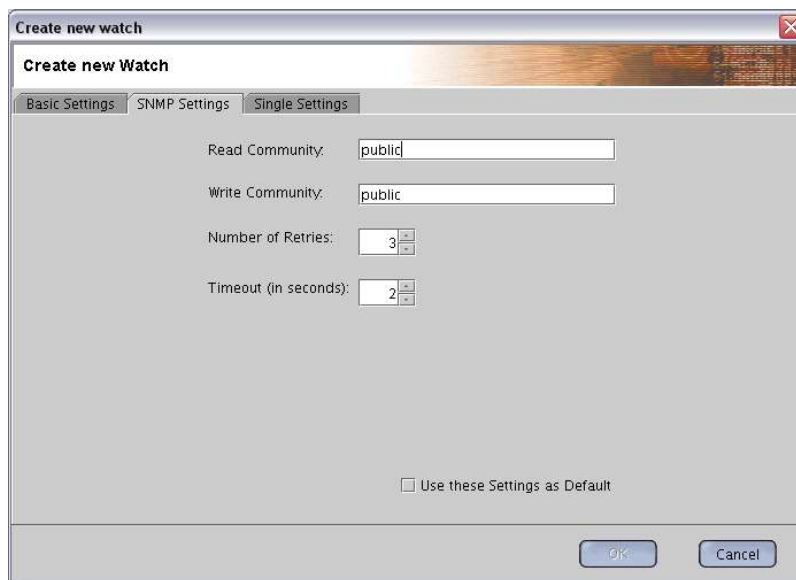 Create new watch
Create new Watch
Basic Settings
SNMP Settings
Single Settings
Read Community: public
Write Community: public
Number of Retries: 3
Timeout (in seconds): 2
Use these Settings as Default
OK
Cancel